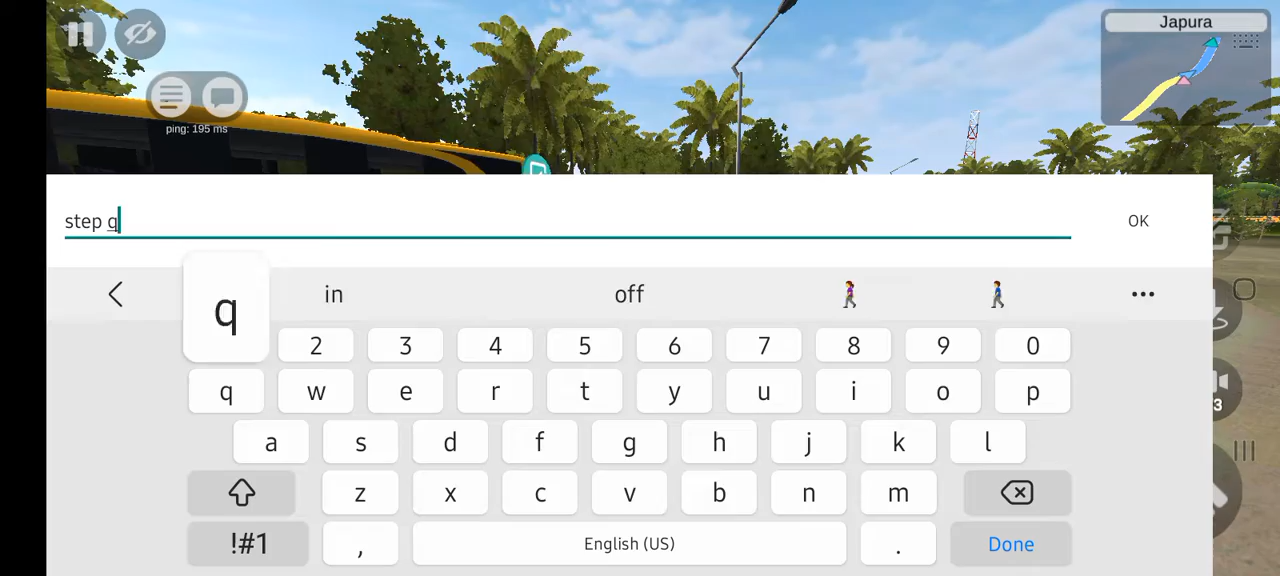 Japura
ping: 195 ms
step q
OK
q
in
off
2 3 4 5 6 7 8 9 0
q w e r t y u i o p
a s d f g h j k l
z x c v b n m
!#1 , English (US) . Done
3